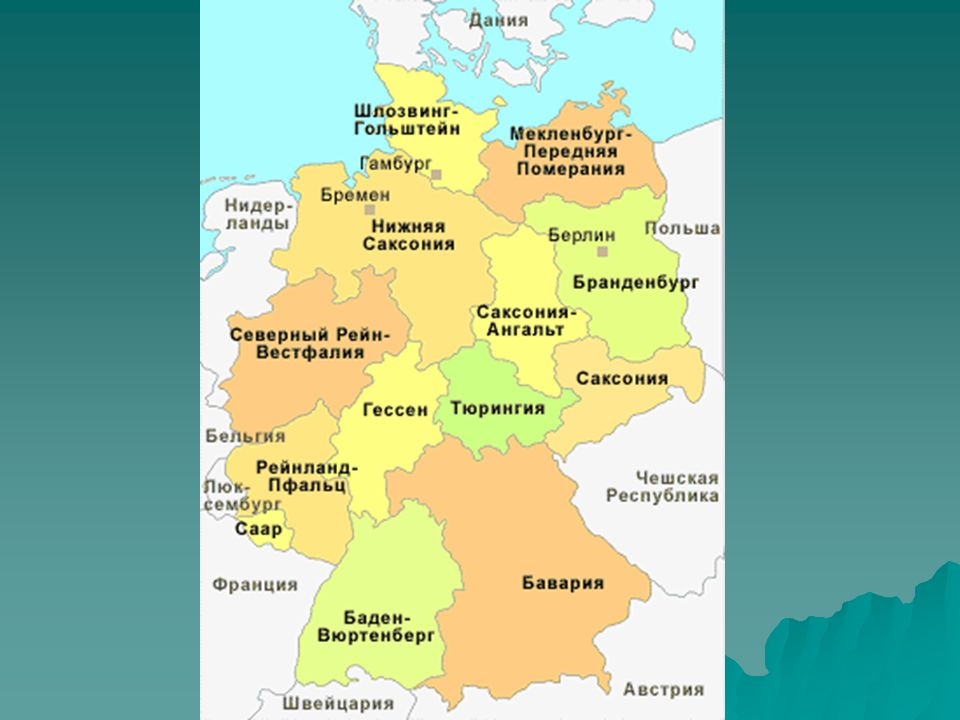 Дания
Шлозвинг-
Гольштейн
Мекленбург-
Передняя
Померания
Гамбург
Бремен
Нидер-
ланды
Нижняя
Саксония
Берлин
Польша
Бранденбург
Саксония-
Ангальт
Северный Рейн-
Вестфалия
Саксония
Гессен
Тюрингия
Бельгия
Рейнланд-
Пфальц
Люк-
сембург
Чешская
Республика
Саар
Франция
Бавария
Баден-
Вюртенберг
Швейцария
Австрия